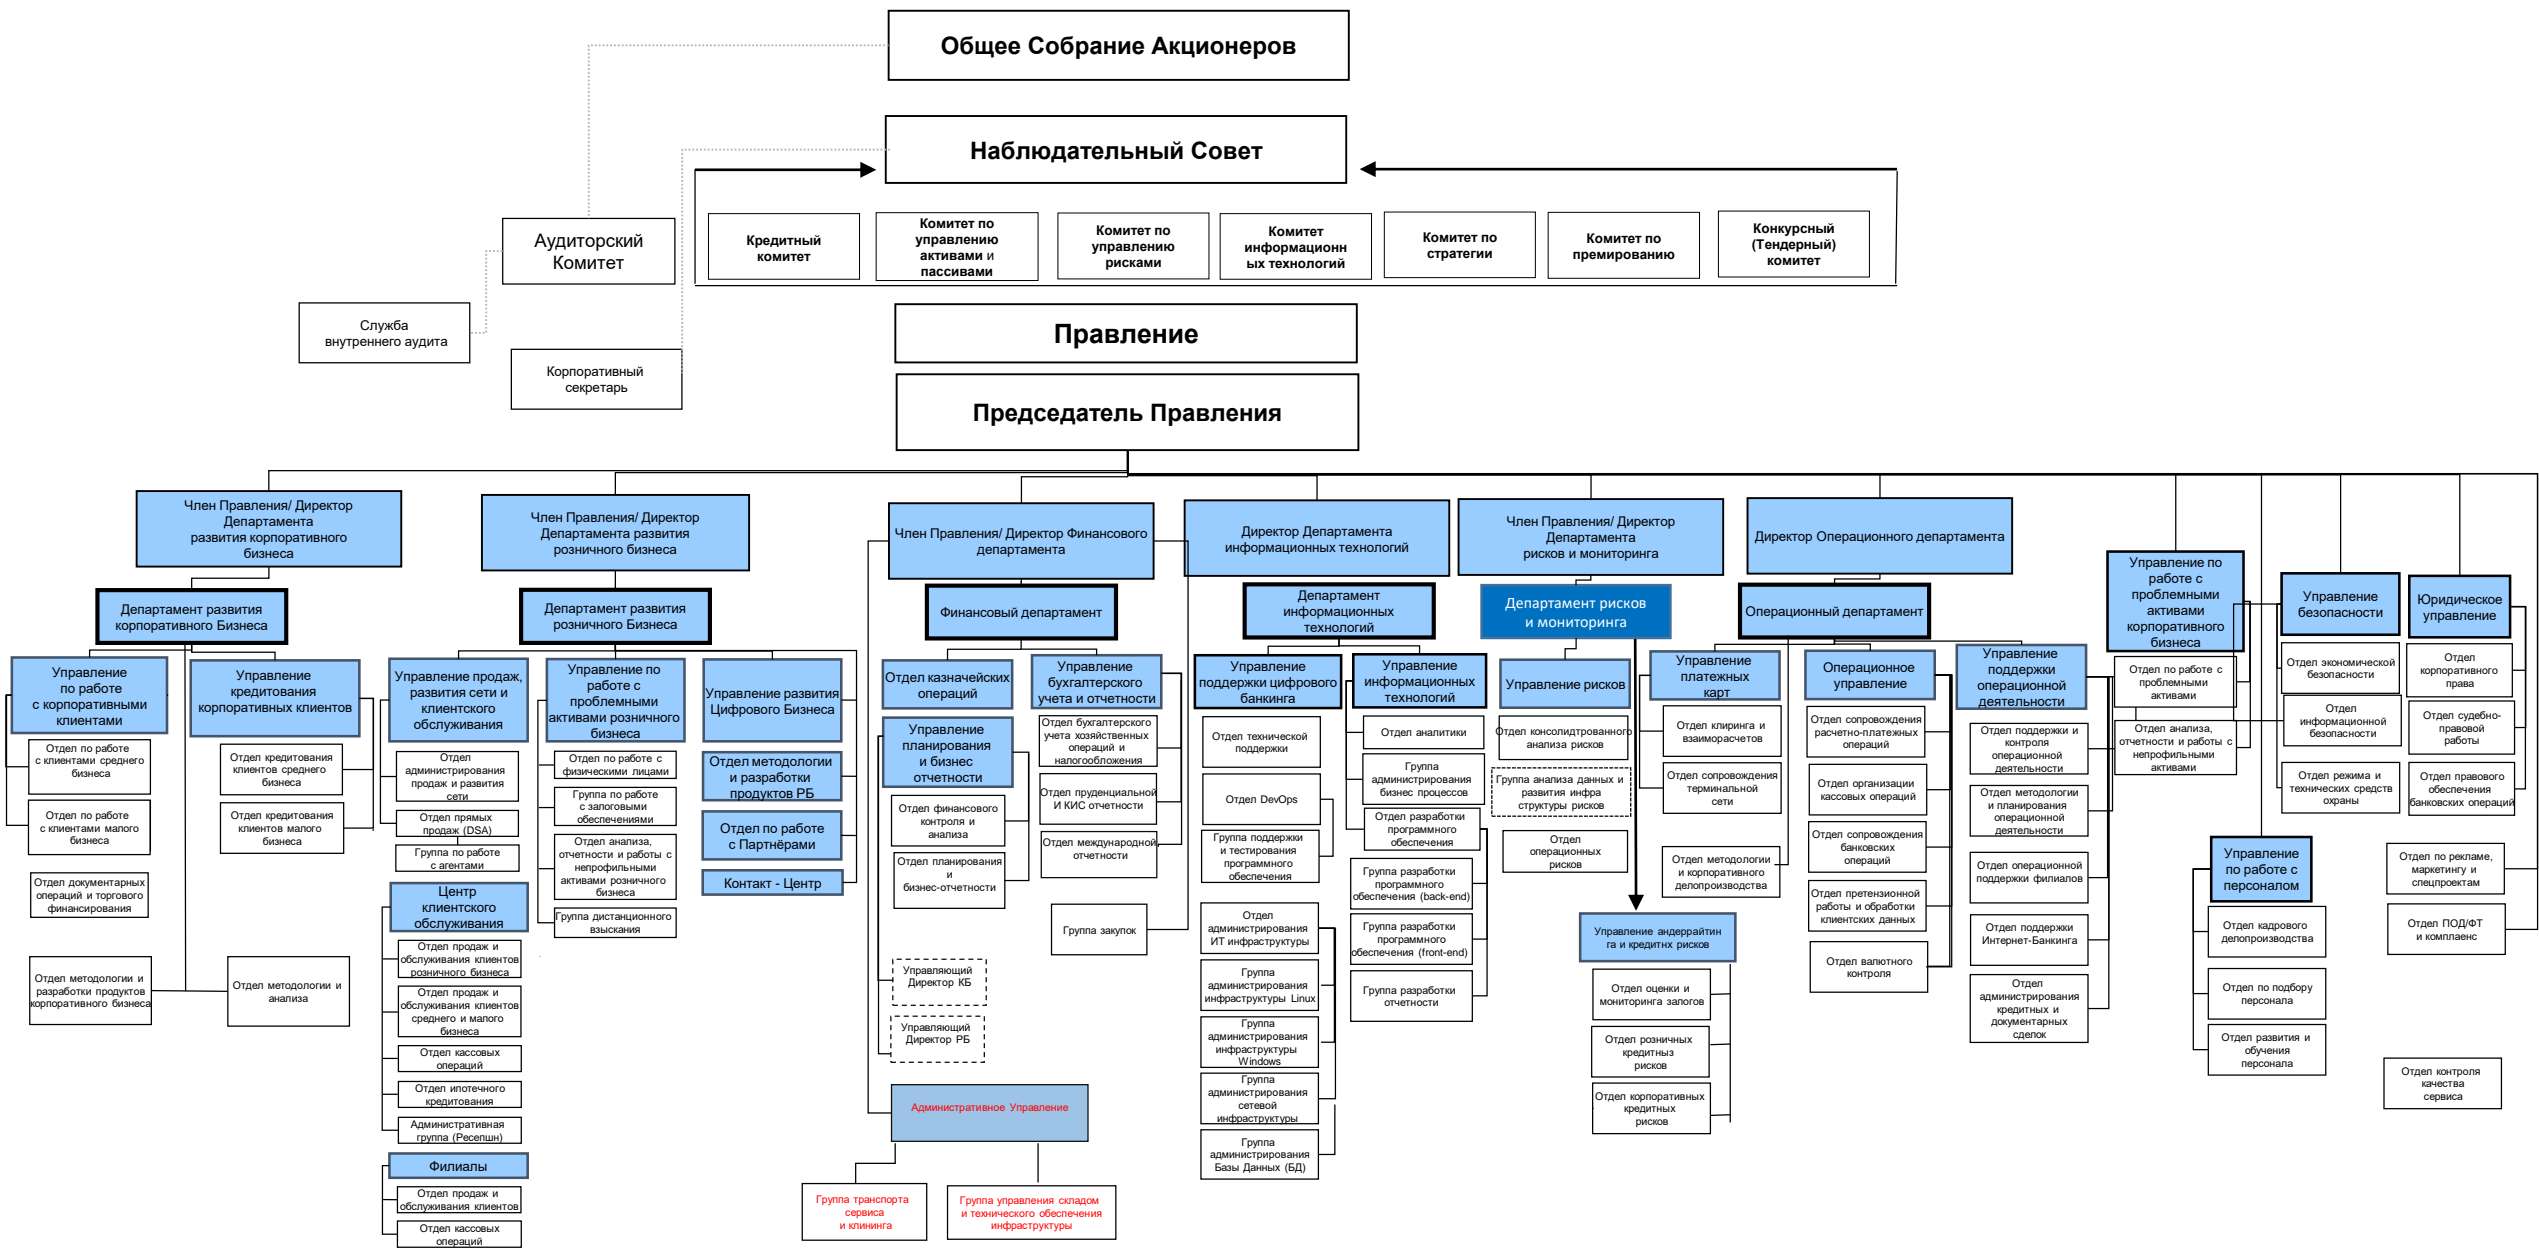 Общее Собрание Акционеров
Наблюдательный Совет
Аудиторский
Комитет
Кредитный
комитет
Комитет по
управлению
активами и
пассивами
Комитет по
управлению
рисками
Комитет
информационн
ых технологий
Комитет по
стратегии
Комитет по
премированию
Конкурсный
(Тендерный)
комитет
Служба
внутреннего аудита
Корпоративный
секретарь
Правление
Председатель Правления
Член Правления/ Директор
Департамента
развития корпоративного
бизнеса
Член Правления/ Директор
Департамента развития
розничного бизнеса
Член Правления/ Директор Финансового
департамента
Директор Департамента
информационных технологий
Член Правления/ Директор
Департамента
рисков и мониторинга
Директор Операционного департамента
Департамент развития
корпоративного Бизнеса
Управление
по работе
с корпоративными
клиентами
Отдел по работе
с клиентами среднего
бизнеса
Отдел по работе
с клиентами малого
бизнеса
Отдел документарных
операций и торгового
финансирования
Отдел методологии и
разработки продуктов
корпоративного бизнеса
Управление
кредитования
корпоративных клиентов
Отдел кредитования
клиентов среднего
бизнеса
Отдел кредитования
клиентов малого
бизнеса
Отдел методологии и
анализа
Департамент развития
розничного Бизнеса
Управление продаж,
развития сети и
клиентского
обслуживания
Отдел
администрирования
продаж и развития
сети
Отдел прямых
продаж (DSA)
Группа по работе
с агентами
Центр
клиентского
обслуживания
Отдел продаж и
обслуживания клиентов
розничного бизнеса
Отдел продаж и
обслуживания клиентов
среднего и малого
бизнеса
Отдел кассовых
операций
Отдел ипотечного
кредитования
Административная
группа (Ресепшн)
Филиалы
Отдел продаж и
обслуживания клиентов
Отдел кассовых
операций
Управление по
работе с
проблемными
активами розничного
бизнеса
Отдел по работе с
физическими лицами
Группа по работе
с залоговыми
обеспечениями
Отдел анализа,
отчетности и работы с
непрофильными
активами розничного
бизнеса
Группа дистанционного
взыскания
Управление развития
Цифрового Бизнеса
Отдел методологии
и разработки
продуктов РБ
Отдел по работе
с Партнёрами
Контакт - Центр
Финансовый департамент
Отдел казначейских
операций
Управление
планирования
и бизнес
отчетности
Отдел финансового
контроля и
анализа
Отдел планирования
и
бизнес-отчетности
Управляющий
Директор КБ
Управляющий
Директор РБ
Управление
бухгалтерского
учета и отчетности
Отдел бухгалтерского
учета хозяйственных
операций и
налогообложения
Отдел пруденциальной
И КИС отчетности
Отдел международной
отчетности
Группа закупок
Административное Управление
Группа транспорта
сервиса
и клининга
Группа управления складом
и технического обеспечения
инфраструктуры
Департамент
информационных
технологий
Управление
поддержки цифрового
банкинга
Отдел технической
поддержки
Отдел DevOps
Группа поддержки
и тестирования
программного
обеспечения
Отдел
администрирования
ИТ инфраструктуры
Группа
администрирования
инфраструктуры Linux
Группа
администрирования
инфраструктуры
Windows
Группа
администрирования
сетевой
инфраструктуры
Группа
администрирования
Базы Данных (БД)
Управление
информационных
технологий
Отдел аналитики
Группа
администрирования
бизнес процессов
Отдел разработки
программного
обеспечения
Группа разработки
программного
обеспечения (back-end)
Группа разработки
программного
обеспечения (front-end)
Группа разработки
отчетности
Департамент рисков
и мониторинга
Управление рисков
Отдел консолидтрованного
анализа рисков
Группа анализа данных и
развития инфра
структуры рисков
Отдел
операционных
рисков
Управление андеррайтин
га и кредитнх рисков
Отдел оценки и
мониторинга залогов
Отдел розничных
кредитныз
рисков
Отдел корпоративных
кредитных
рисков
Операционный департамент
Управление
платежных
карт
Отдел клиринга и
взаиморасчетов
Отдел сопровождения
терминальной
сети
Отдел методологии
и корпоративного
делопроизводства
Операционное
управление
Отдел сопровождения
расчетно-платежных
операций
Отдел организации
кассовых операций
Отдел сопровождения
банковских
операций
Отдел претензионной
работы и обработки
клиентских данных
Отдел валютного
контроля
Управление
поддержки
операционной
деятельности
Отдел поддержки и
контроля
операционной
деятельности
Отдел методологии
и планирования
операционной
деятельности
Отдел операционной
поддержки филиалов
Отдел поддержки
Интернет-Банкинга
Отдел
администрирования
кредитных и
документарных
сделок
Управление по
работе с
проблемными
активами
корпоративного
бизнеса
Отдел по работе с
проблемными
активами
Отдел анализа,
отчетности и работы с
непрофильными
активами
Управление
безопасности
Отдел экономической
безопасности
Отдел
информационной
безопасности
Отдел режима и
технических средств
охраны
Управление
по работе с
персоналом
Отдел кадрового
делопроизводства
Отдел по подбору
персонала
Отдел развития и
обучения
персонала
Юридическое
управление
Отдел
корпоративного
права
Отдел судебно-
правовой
работы
Отдел правового
обеспечения
банковских операций
Отдел по рекламе,
маркетингу и
спецпроектам
Отдел ПОД/ФТ
и комплаенс
Отдел контроля
качества
сервиса